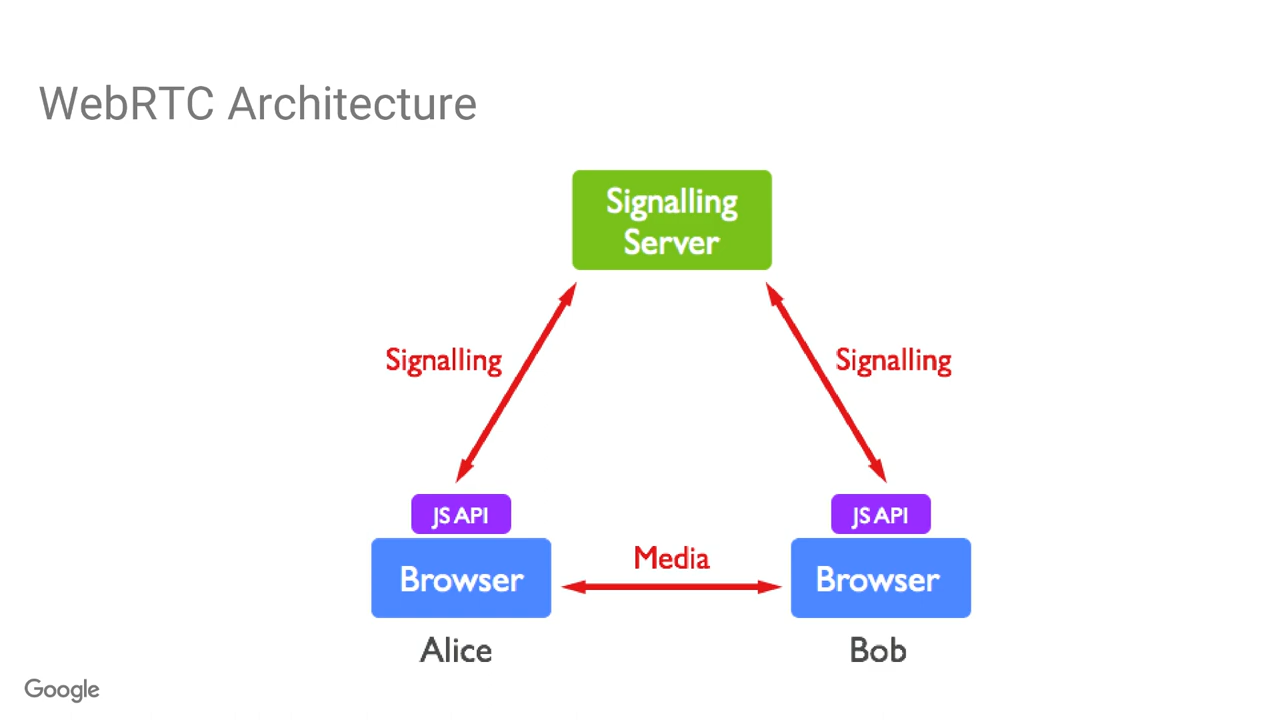 WebRTC Architecture
Signalling
Server
Signalling
Signalling
JS API
JS API
Media
Browser
Browser
Alice
Bob
Google